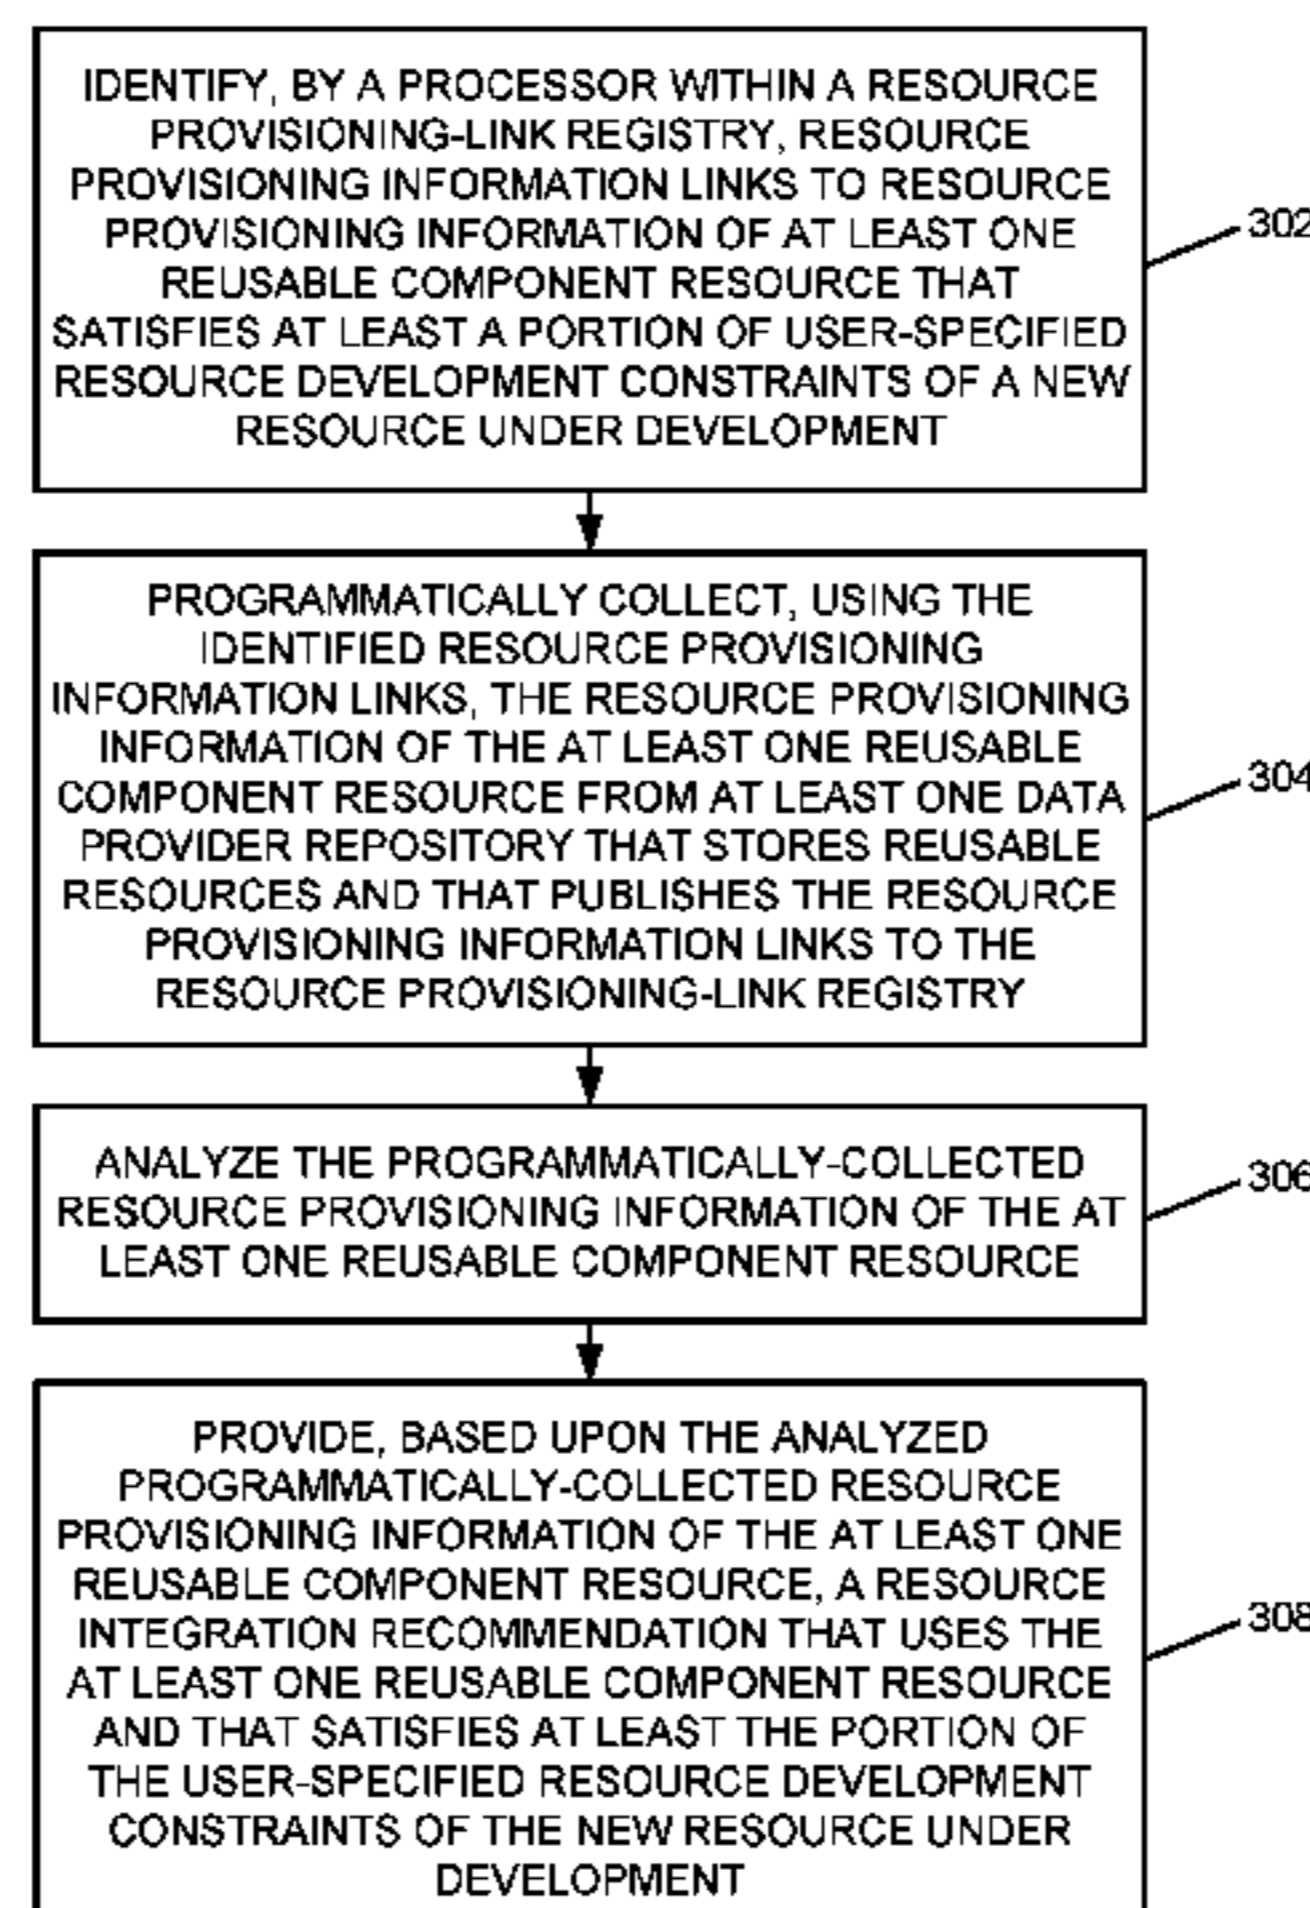 IDENTIFY, BY A PROCESSOR WITHIN A RESOURCE
PROVISIONING-LINK REGISTRY, RESOURCE
PROVISIONING INFORMATION LINKS TO RESOURCE
PROVISIONING INFORMATION OF AT LEAST ONE
REUSABLE COMPONENT RESOURCE THAT
SATISFIES AT LEAST A PORTION OF USER-SPECIFIED
RESOURCE DEVELOPMENT CONSTRAINTS OF A NEW
RESOURCE UNDER DEVELOPMENT
302
PROGRAMMATICALLY COLLECT, USING THE
IDENTIFIED RESOURCE PROVISIONING
INFORMATION LINKS, THE RESOURCE PROVISIONING
INFORMATION OF THE AT LEAST ONE REUSABLE
COMPONENT RESOURCE FROM AT LEAST ONE DATA
PROVIDER REPOSITORY THAT STORES REUSABLE
RESOURCES AND THAT PUBLISHES THE RESOURCE
PROVISIONING INFORMATION LINKS TO THE
RESOURCE PROVISIONING-LINK REGISTRY
304
ANALYZE THE PROGRAMMATICALLY-COLLECTED
RESOURCE PROVISIONING INFORMATION OF THE AT
LEAST ONE REUSABLE COMPONENT RESOURCE
306
PROVIDE, BASED UPON THE ANALYZED
PROGRAMMATICALLY-COLLECTED RESOURCE
PROVISIONING INFORMATION OF THE AT LEAST ONE
REUSABLE COMPONENT RESOURCE, A RESOURCE
INTEGRATION RECOMMENDATION THAT USES THE
AT LEAST ONE REUSABLE COMPONENT RESOURCE
AND THAT SATISFIES AT LEAST THE PORTION OF
THE USER-SPECIFIED RESOURCE DEVELOPMENT
CONSTRAINTS OF THE NEW RESOURCE UNDER
DEVELOPMENT
308